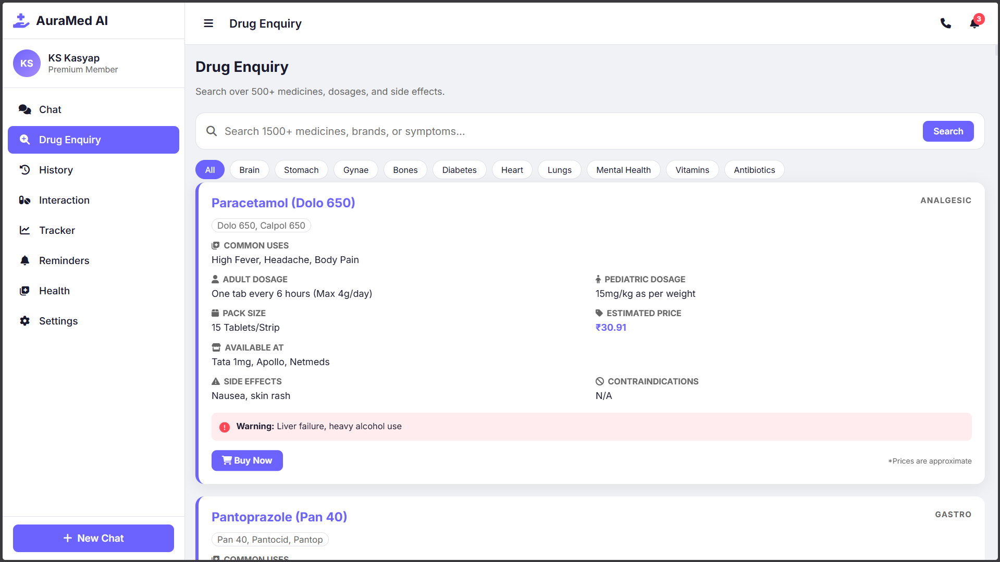 AuraMed AI
Drug Enquiry
3
KS
KS Kasyap
Premium Member
Chat
Drug Enquiry
History
Interaction
Tracker
Reminders
Health
Settings
+ New Chat
Drug Enquiry
Search over 500+ medicines, dosages, and side effects.
Search 1500+ medicines, brands, or symptoms...
Search
All Brain Stomach Gynae Bones Diabetes Heart Lungs Mental Health Vitamins Antibiotics
Paracetamol (Dolo 650)
ANALGESIC
Dolo 650, Calpol 650
COMMON USES
High Fever, Headache, Body Pain
ADULT DOSAGE
One tab every 6 hours (Max 4g/day)
PEDIATRIC DOSAGE
15mg/kg as per weight
PACK SIZE
15 Tablets/Strip
ESTIMATED PRICE
₹30.91
AVAILABLE AT
Tata 1mg, Apollo, Netmeds
SIDE EFFECTS
Nausea, skin rash
CONTRAINDICATIONS
N/A
Warning: Liver failure, heavy alcohol use
Buy Now
*Prices are approximate
Pantoprazole (Pan 40)
GASTRO
Pan 40, Pantocid, Pantop
COMMON USES